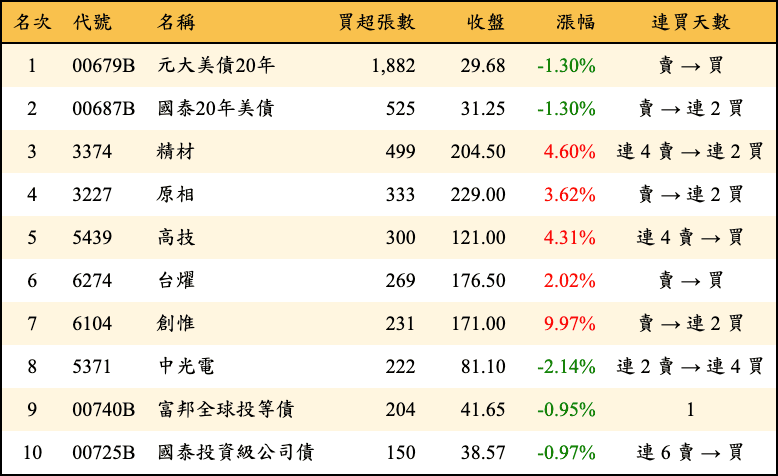 名次 代號 名稱 買超張數 收盤 漲幅 連買天數
1 00679B 元大美債20年 1,882 29.68 -1.30% 賣 → 買
2 00687B 國泰20年美債 525 31.25 -1.30% 賣 → 連 2 買
3 3374 精材 499 204.50 4.60% 連 4 賣 → 連 2 買
4 3227 原相 333 229.00 3.62% 賣 → 連 2 買
5 5439 高技 300 121.00 4.31% 連 4 賣 → 買
6 6274 台燿 269 176.50 2.02% 賣 → 買
7 6104 創惟 231 171.00 9.97% 賣 → 連 2 買
8 5371 中光電 222 81.10 -2.14% 連 2 賣 → 連 4 買
9 00740B 富邦全球投等債 204 41.65 -0.95% 1
10 00725B 國泰投資級公司債 150 38.57 -0.97% 連 6 賣 → 買